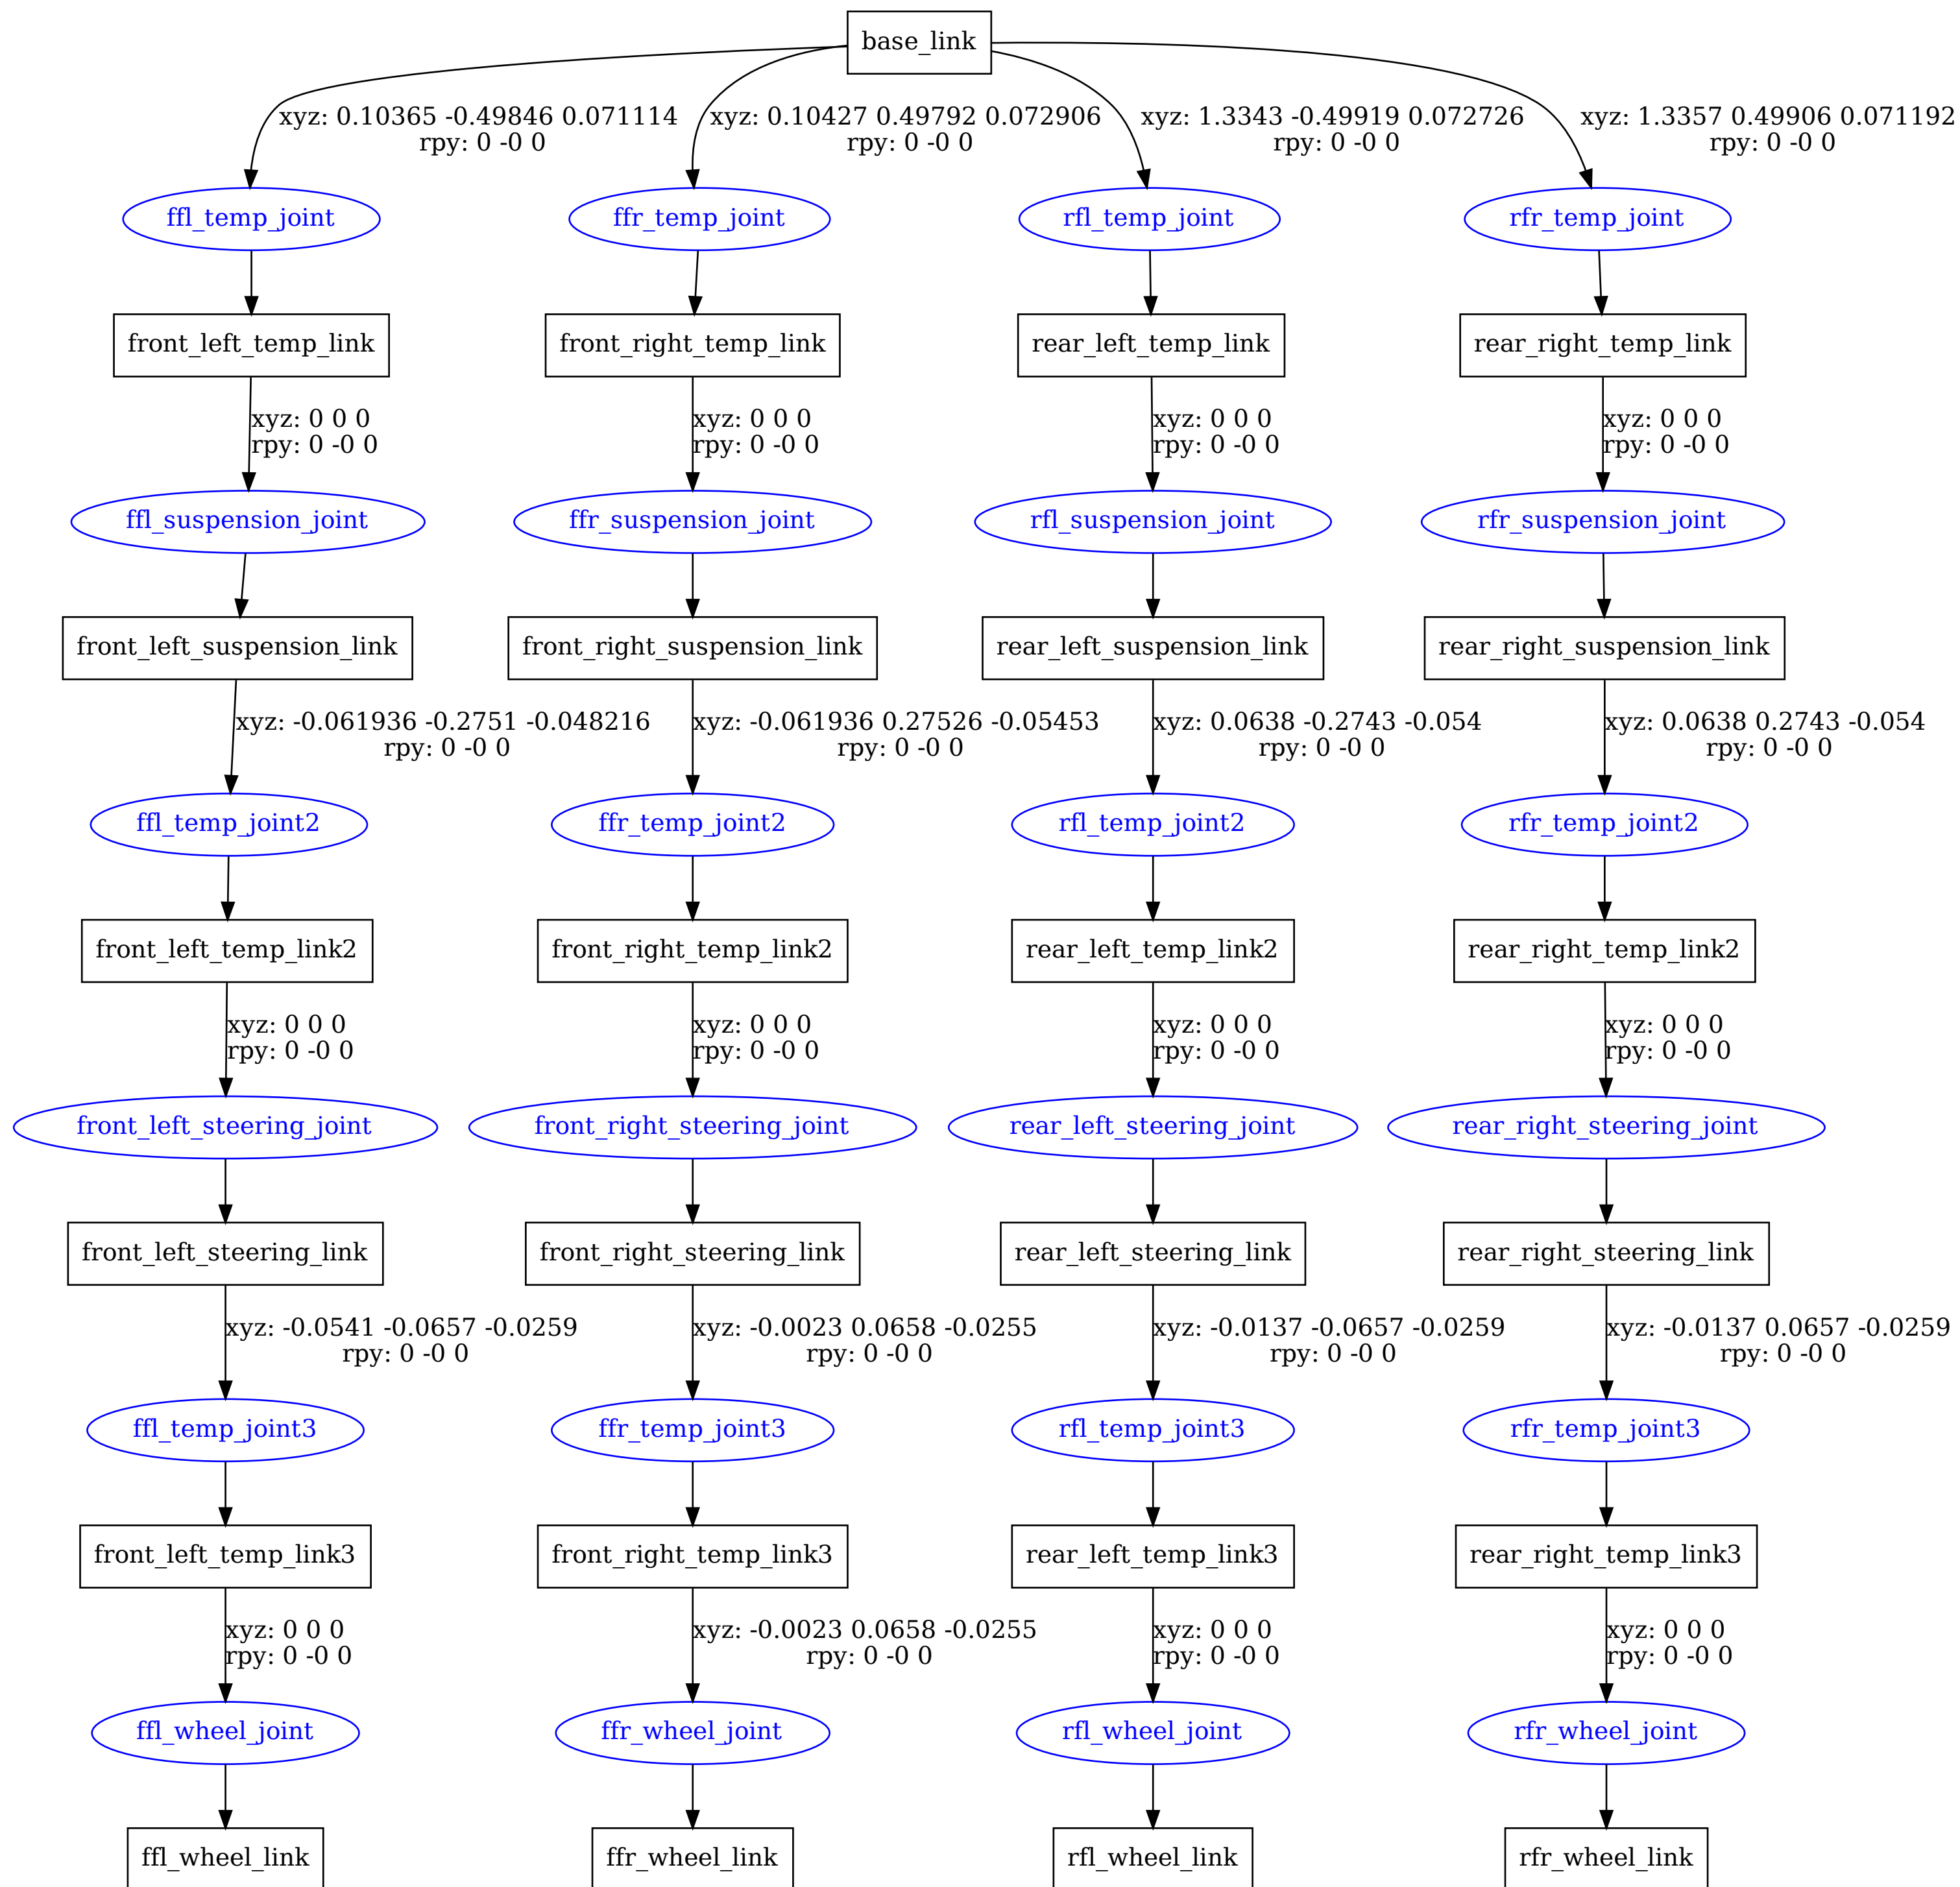 base_link
xyz: 0.10365 -0.49846 0.071114
rpy: 0 -0 0
xyz: 0.10427 0.49792 0.072906
rpy: 0 -0 0
xyz: 1.3343 -0.49919 0.072726
rpy: 0 -0 0
xyz: 1.3357 0.49906 0.071192
rpy: 0 -0 0
ffl_temp_joint
ffr_temp_joint
rfl_temp_joint
rfr_temp_joint
front_left_temp_link
front_right_temp_link
rear_left_temp_link
rear_right_temp_link
xyz: 0 0 0
rpy: 0 -0 0
xyz: 0 0 0
rpy: 0 -0 0
xyz: 0 0 0
rpy: 0 -0 0
xyz: 0 0 0
rpy: 0 -0 0
ffl_suspension_joint
ffr_suspension_joint
rfl_suspension_joint
rfr_suspension_joint
front_left_suspension_link
front_right_suspension_link
rear_left_suspension_link
rear_right_suspension_link
xyz: -0.061936 -0.2751 -0.048216
rpy: 0 -0 0
xyz: -0.061936 0.27526 -0.05453
rpy: 0 -0 0
xyz: 0.0638 -0.2743 -0.054
rpy: 0 -0 0
xyz: 0.0638 0.2743 -0.054
rpy: 0 -0 0
ffl_temp_joint2
ffr_temp_joint2
rfl_temp_joint2
rfr_temp_joint2
front_left_temp_link2
front_right_temp_link2
rear_left_temp_link2
rear_right_temp_link2
xyz: 0 0 0
rpy: 0 -0 0
xyz: 0 0 0
rpy: 0 -0 0
xyz: 0 0 0
rpy: 0 -0 0
xyz: 0 0 0
rpy: 0 -0 0
front_left_steering_joint
front_right_steering_joint
rear_left_steering_joint
rear_right_steering_joint
front_left_steering_link
front_right_steering_link
rear_left_steering_link
rear_right_steering_link
xyz: -0.0541 -0.0657 -0.0259
rpy: 0 -0 0
xyz: -0.0023 0.0658 -0.0255
rpy: 0 -0 0
xyz: -0.0137 -0.0657 -0.0259
rpy: 0 -0 0
xyz: -0.0137 0.0657 -0.0259
rpy: 0 -0 0
ffl_temp_joint3
ffr_temp_joint3
rfl_temp_joint3
rfr_temp_joint3
front_left_temp_link3
front_right_temp_link3
rear_left_temp_link3
rear_right_temp_link3
xyz: 0 0 0
rpy: 0 -0 0
xyz: -0.0023 0.0658 -0.0255
rpy: 0 -0 0
xyz: 0 0 0
rpy: 0 -0 0
xyz: 0 0 0
rpy: 0 -0 0
ffl_wheel_joint
ffr_wheel_joint
rfl_wheel_joint
rfr_wheel_joint
ffl_wheel_link
ffr_wheel_link
rfl_wheel_link
rfr_wheel_link